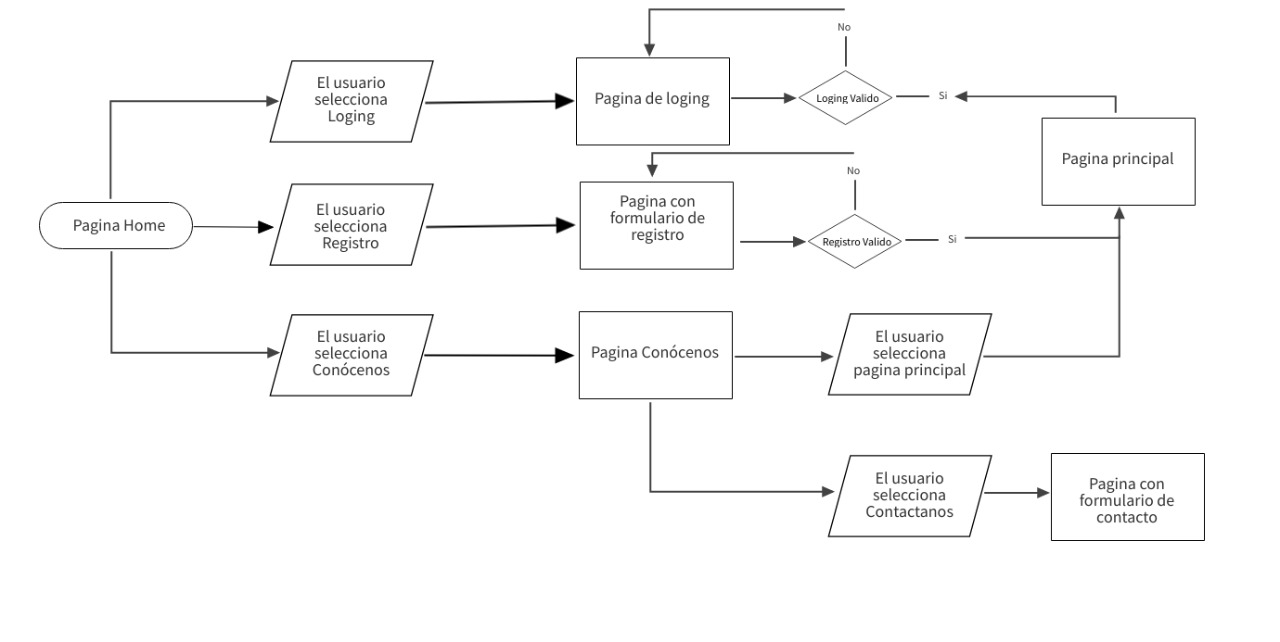 No
El usuario
selecciona
Loging
Pagina de loging
Loging Valido
Si
Pagina principal
No
Pagina Home
El usuario
selecciona
Registro
Pagina con
formulario de
registro
Registro Valido
Si
El usuario
selecciona
Conócenos
Pagina Conócenos
El usuario
selecciona
pagina principal
El usuario
selecciona
Contactanos
Pagina con
formulario de
contacto